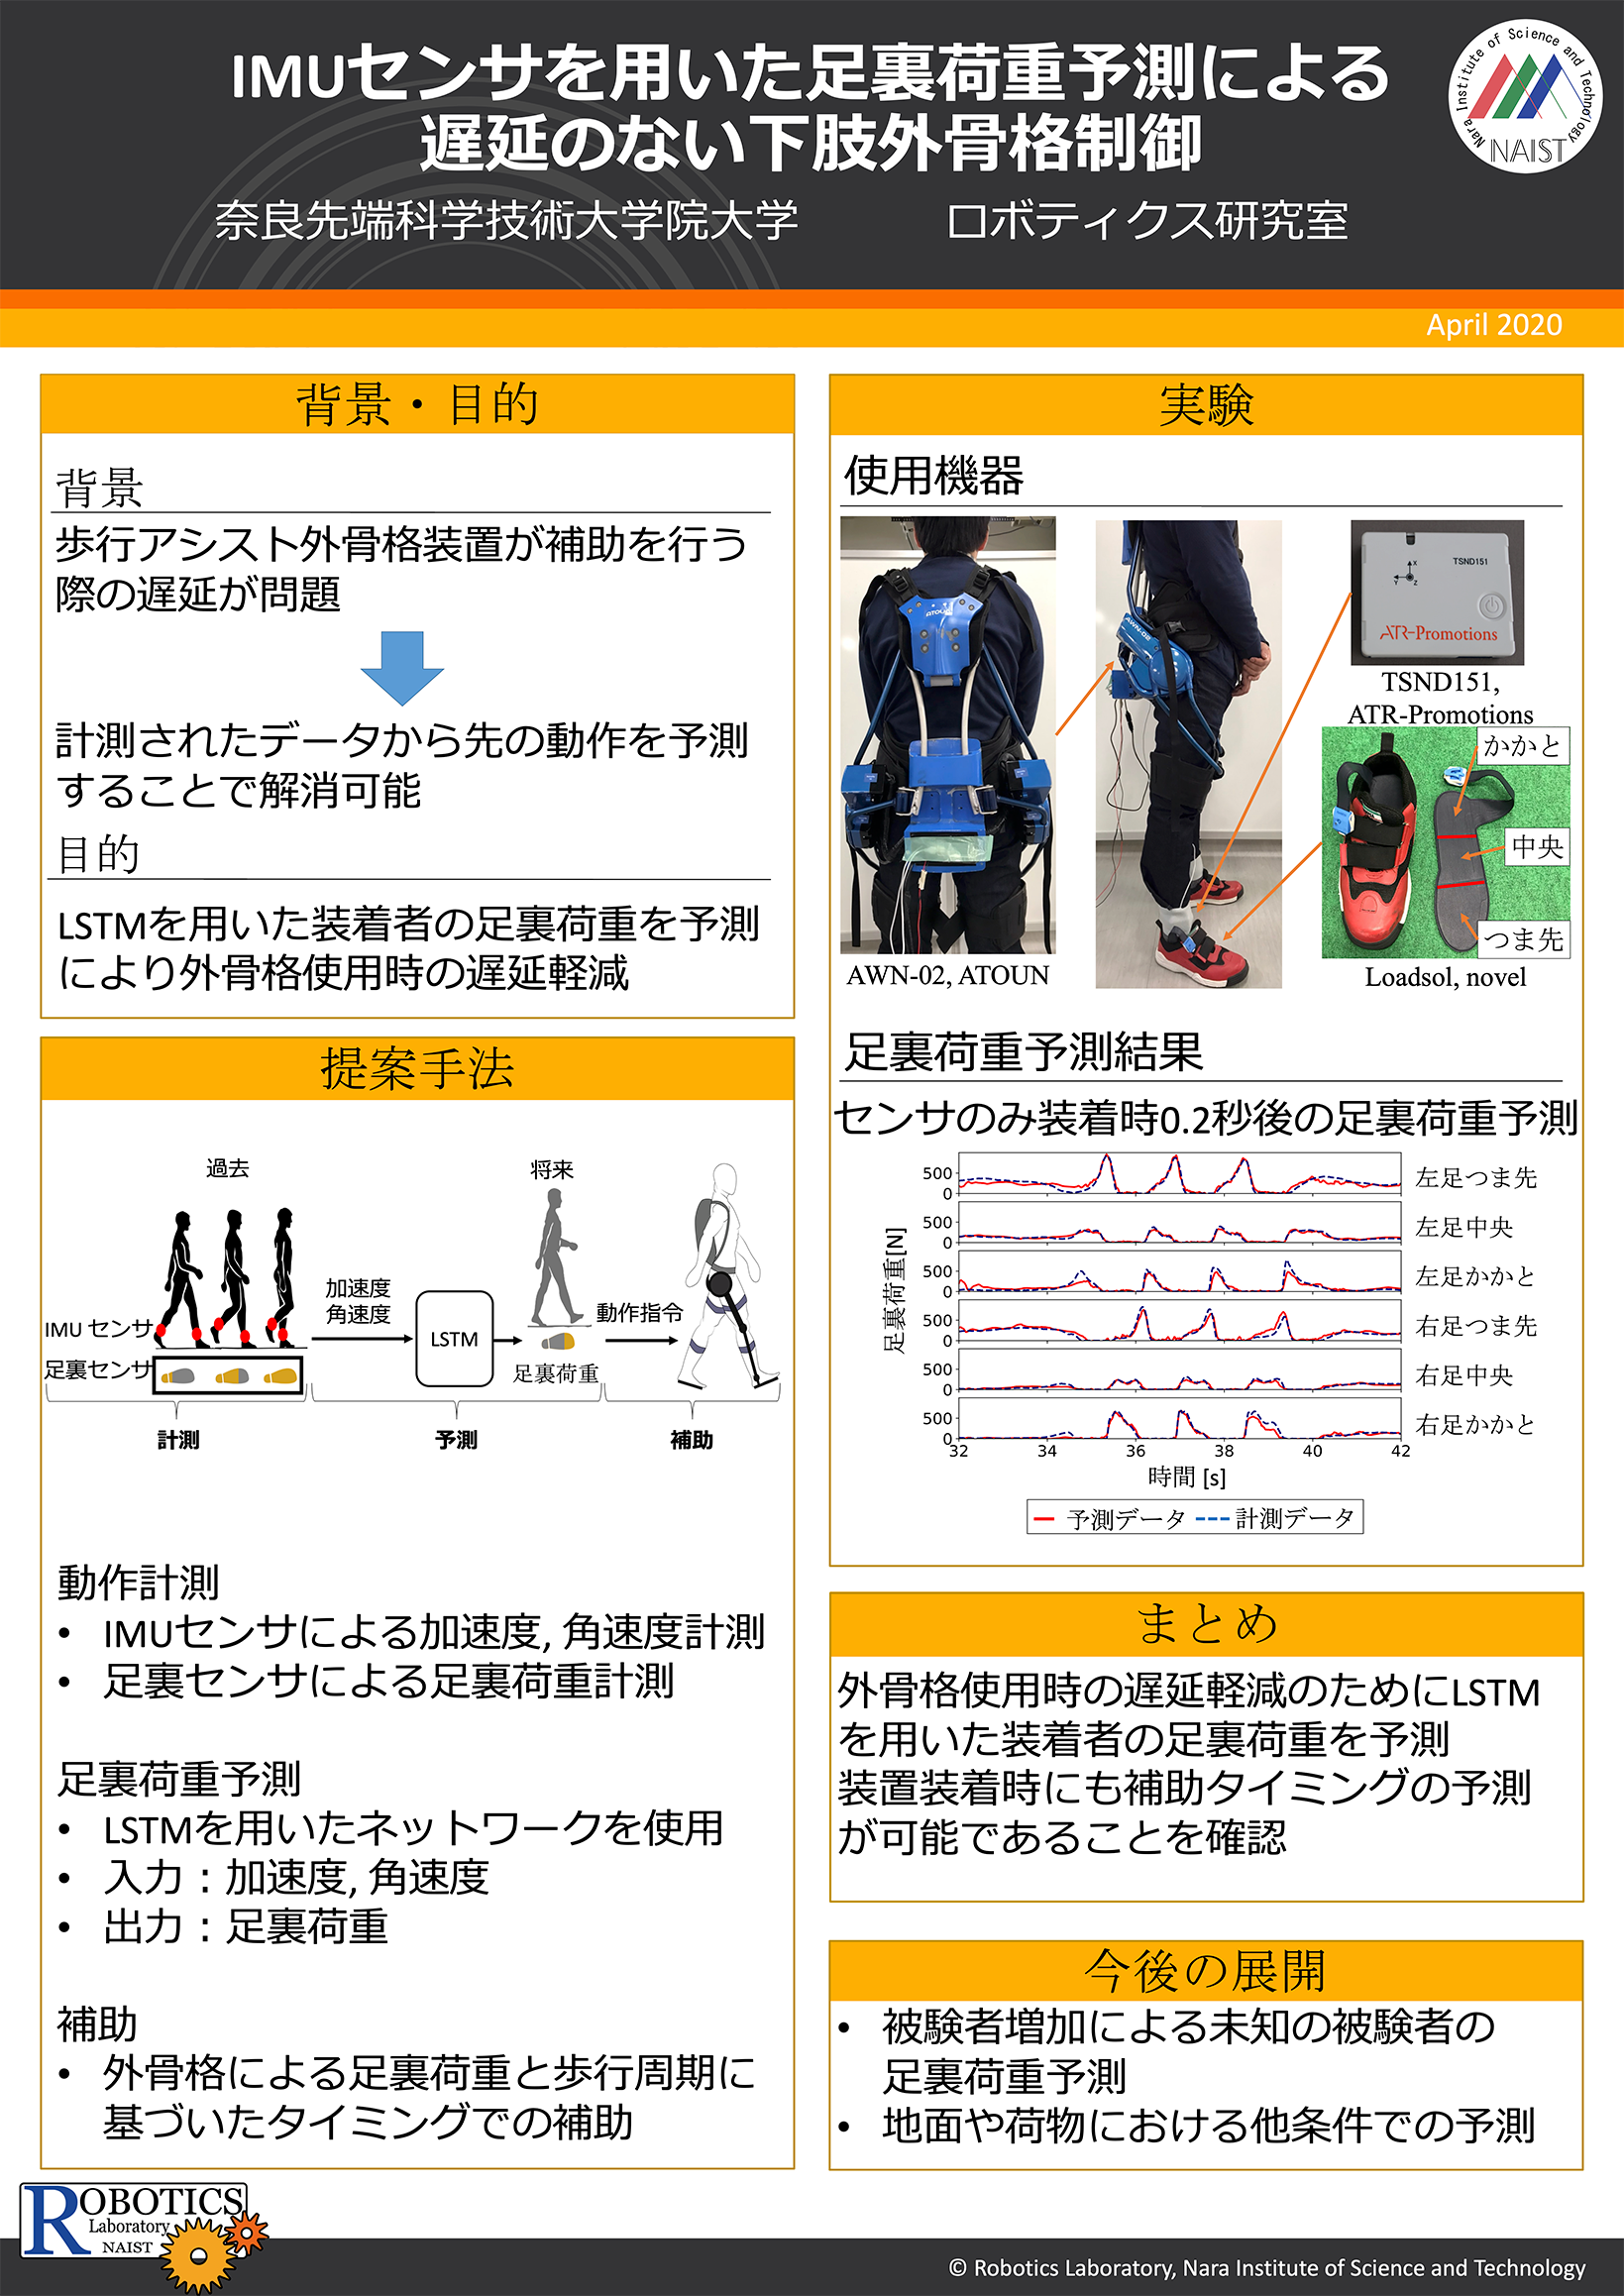 IMUセンサを用いた足裏荷重予測による
遅延のない下肢外骨格制御
奈良先端科学技術大学院大学 ロボティクス研究室
Nara Institute of Science and Technology
NAIST
April 2020
背景・目的
背景
歩行アシスト外骨格装置が補助を行う
際の遅延が問題
計測されたデータから先の動作を予測
することで解消可能
目的
LSTMを用いた装着者の足裏荷重を予測
により外骨格使用時の遅延軽減
提案手法
過去
将来
加速度
角速度
LSTM
動作指令
IMU センサ
足裏センサ
足裏荷重
計測
予測
補助
動作計測
• IMUセンサによる加速度, 角速度計測
• 足裏センサによる足裏荷重計測
足裏荷重予測
• LSTMを用いたネットワークを使用
• 入力：加速度, 角速度
• 出力：足裏荷重
補助
• 外骨格による足裏荷重と歩行周期に
基づいたタイミングでの補助
実験
使用機器
ATOUN
AWN-02
TSND151
X
Y
Z
ATR-Promotions
TSND151,
ATR-Promotions
かかと
中央
つま先
AWN-02, ATOUN
Loadsol, novel
足裏荷重予測結果
センサのみ装着時0.2秒後の足裏荷重予測
足裏荷重[N]
500
0
左足つま先
500
0
左足中央
500
0
左足かかと
500
0
右足つま先
500
0
右足中央
500
0
右足かかと
32 34 36 38 40 42
時間 [s]
予測データ 計測データ
まとめ
外骨格使用時の遅延軽減のためにLSTM
を用いた装着者の足裏荷重を予測
装置装着時にも補助タイミングの予測
が可能であることを確認
今後の展開
• 被験者増加による未知の被験者の
足裏荷重予測
• 地面や荷物における他条件での予測
ROBOTICS
Laboratory
NAIST
© Robotics Laboratory, Nara Institute of Science and Technology